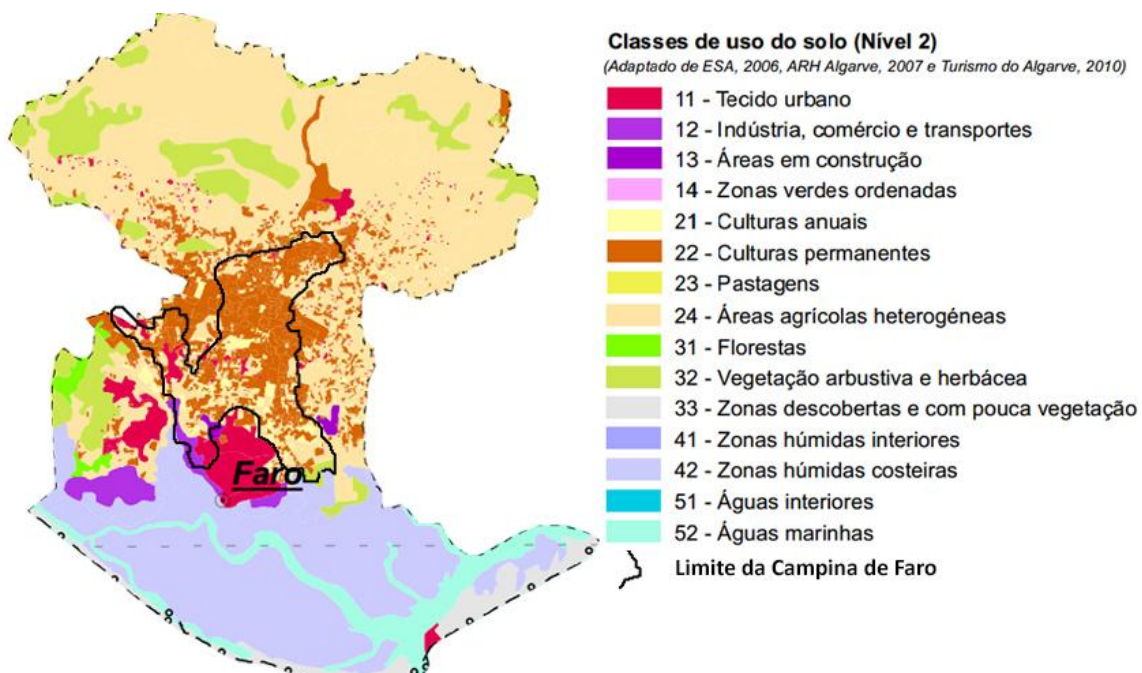 Classes de uso do solo (Nível 2)
(Adaptado de ESA, 2006, ARH Algarve, 2007 e Turismo do Algarve, 2010)
11 - Tecido urbano
12 - Indústria, comércio e transportes
13 - Áreas em construção
14 - Zonas verdes ordenadas
21 - Culturas anuais
22 - Culturas permanentes
23 - Pastagens
24 - Áreas agrícolas heterogéneas
31 - Florestas
32 - Vegetação arbustiva e herbácea
33 - Zonas descobertas e com pouca vegetação
41 - Zonas húmidas interiores
42 - Zonas húmidas costeiras
51 - Águas interiores
52 - Águas marinhas
Limite da Campina de Faro
Faro